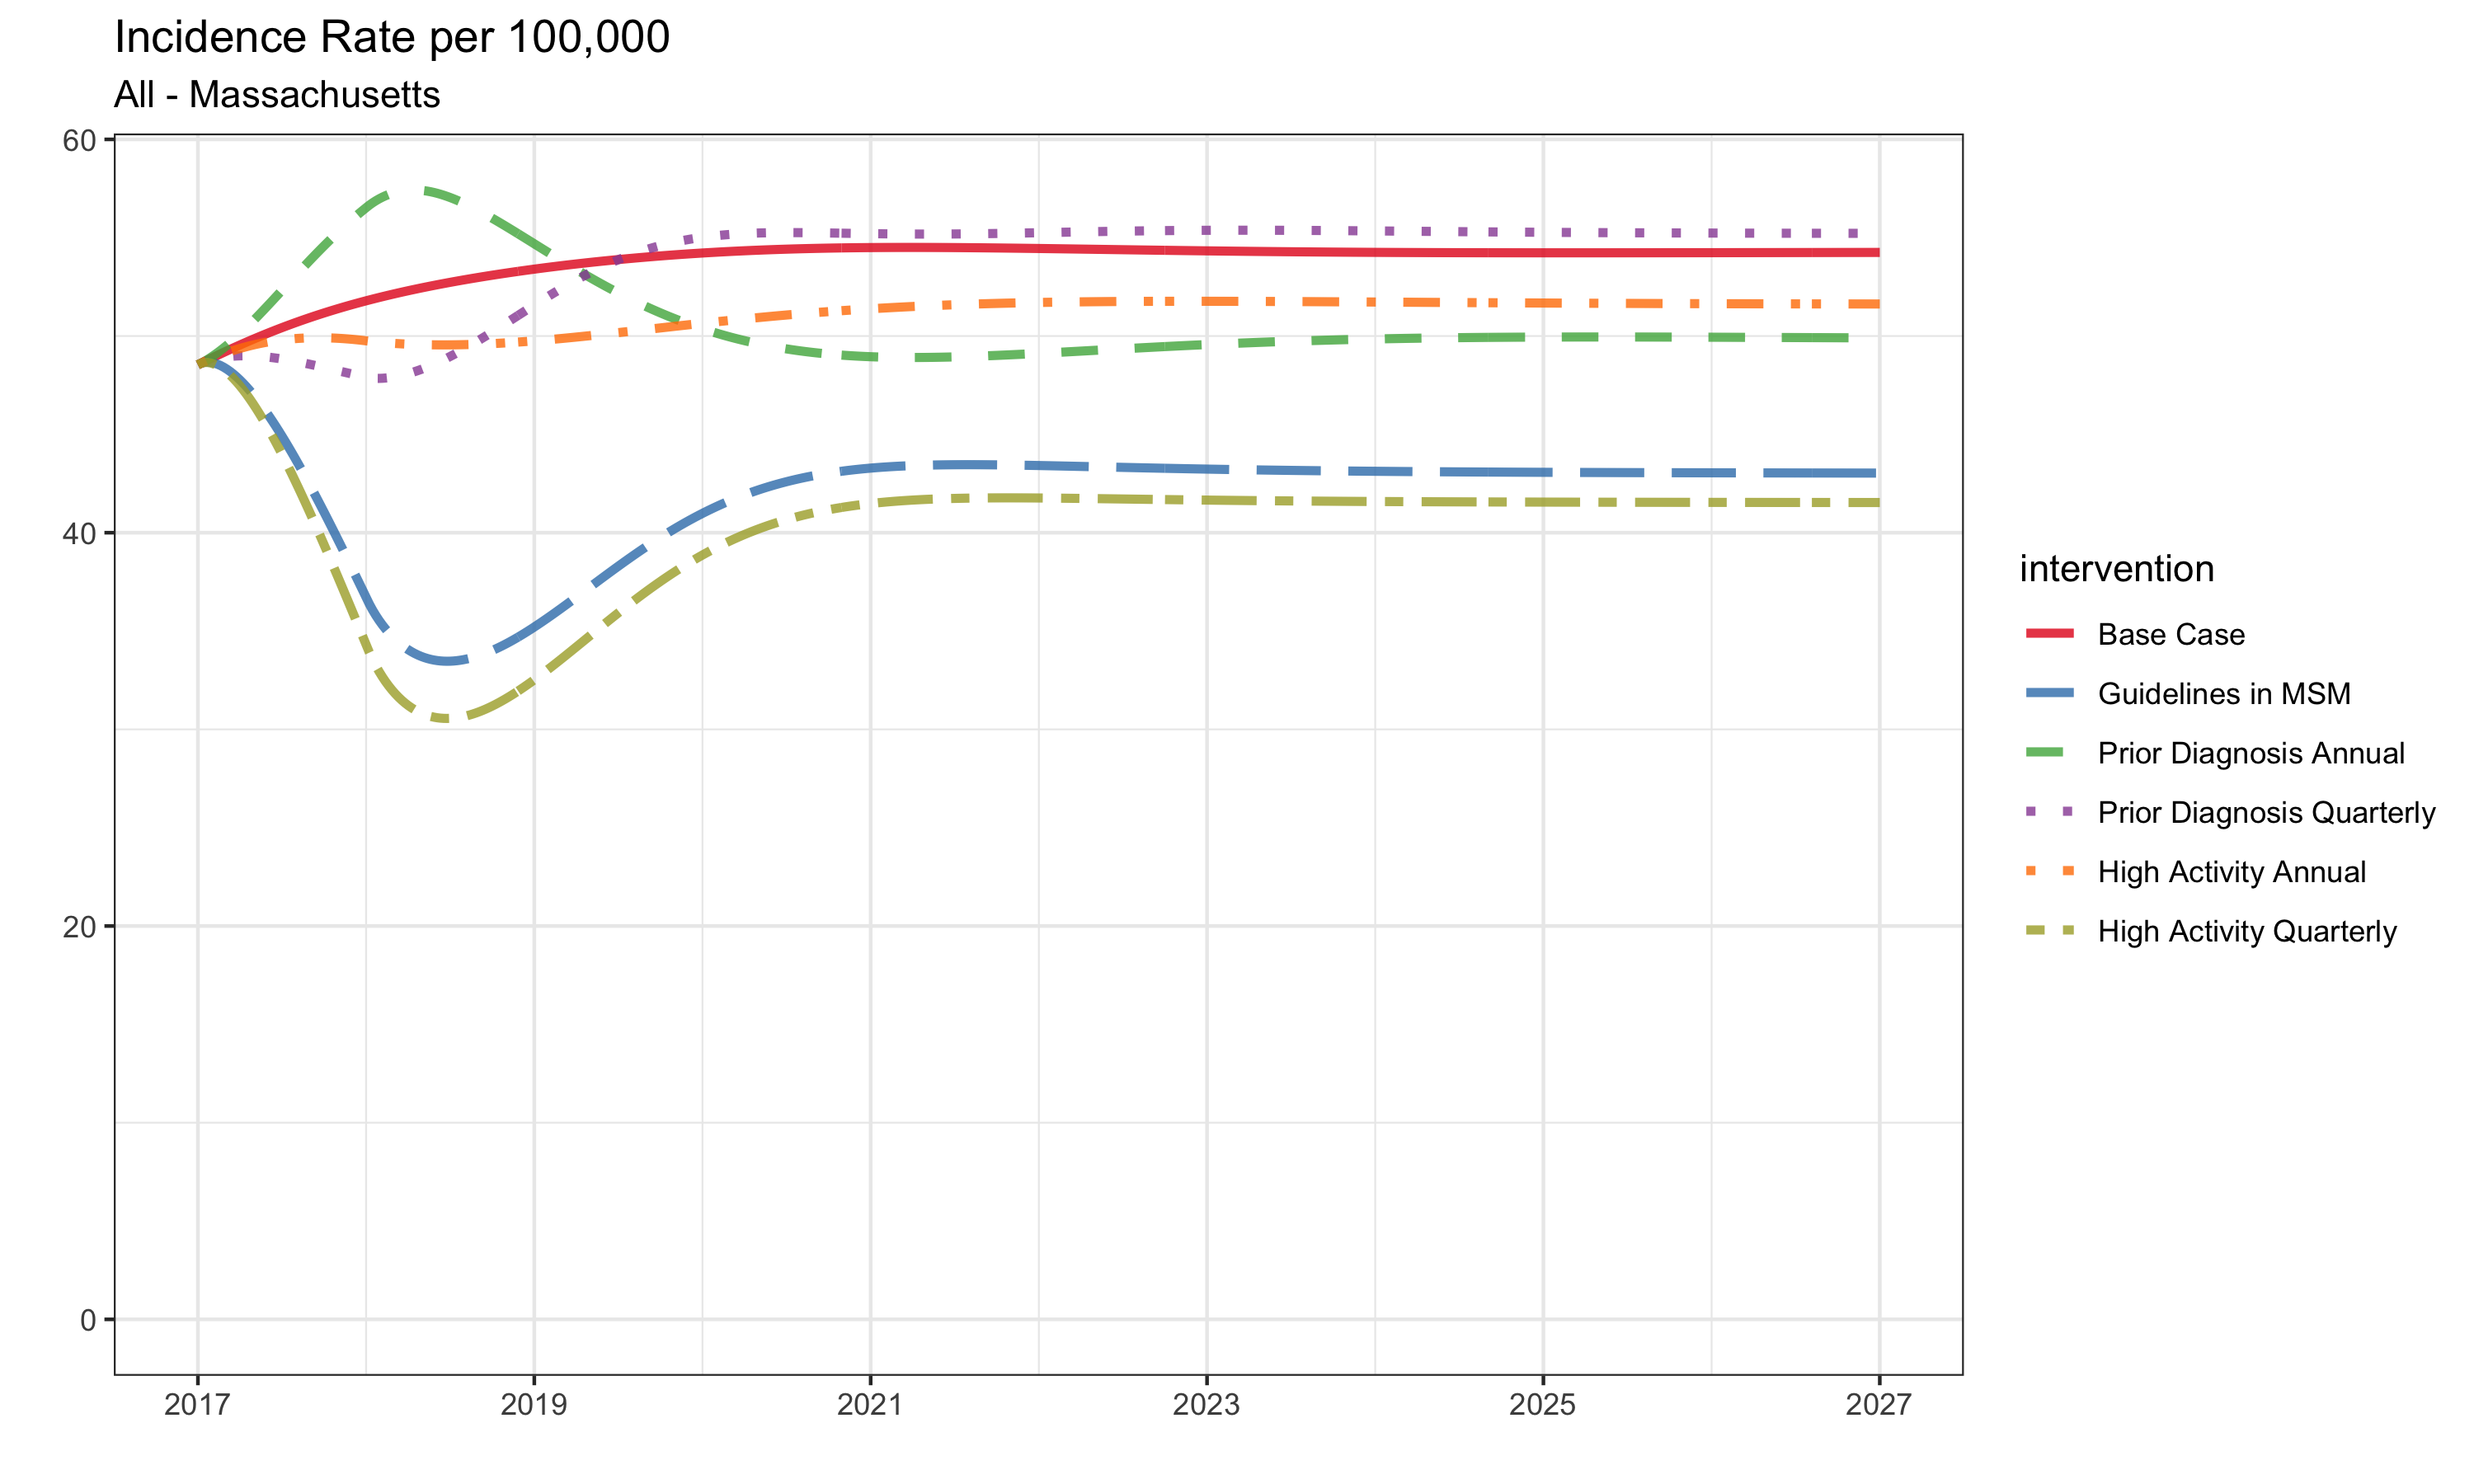 Incidence Rate per 100,000
All - Massachusetts
60
40
20
0
2017 2019 2021 2023 2025 2027
intervention
Base Case
Guidelines in MSM
Prior Diagnosis Annual
Prior Diagnosis Quarterly
High Activity Annual
High Activity Quarterly